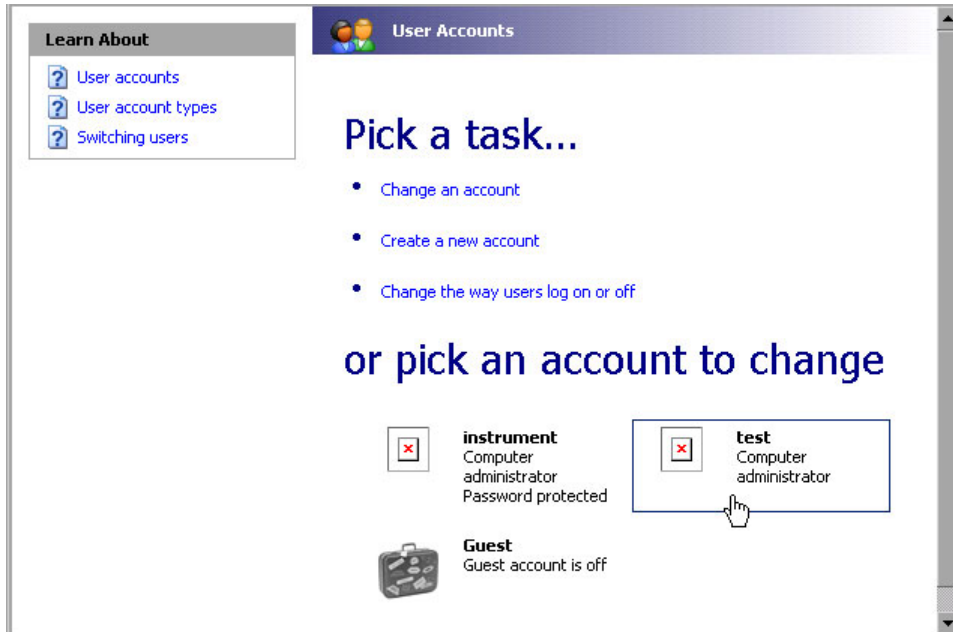 Learn About
User accounts
User account types
Switching users
User Accounts
Pick a task...
Change an account
Create a new account
Change the way users log on or off
or pick an account to change
instrument
Computer
administrator
Password protected
test
Computer
administrator
Guest
Guest account is off